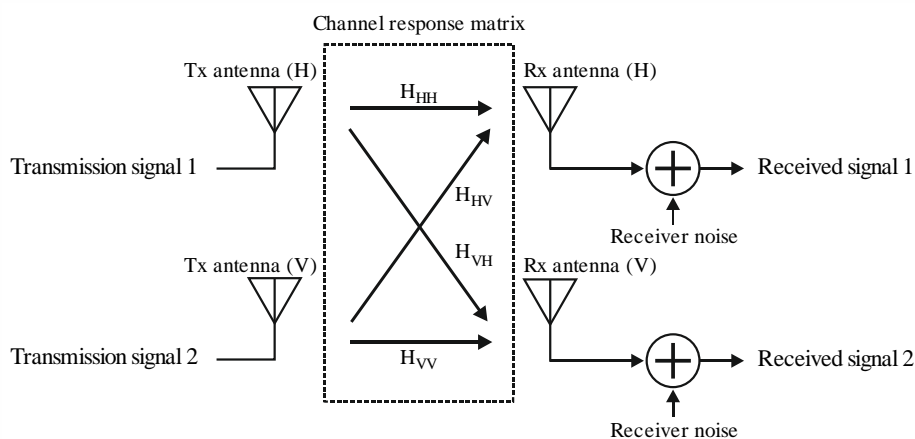 Channel response matrix
Tx antenna (H)
Rx antenna (H)
H_HH
Transmission signal 1
Received signal 1
H_HV
Receiver noise
H_VH
Tx antenna (V)
Rx antenna (V)
Transmission signal 2
H_VV
Received signal 2
Receiver noise